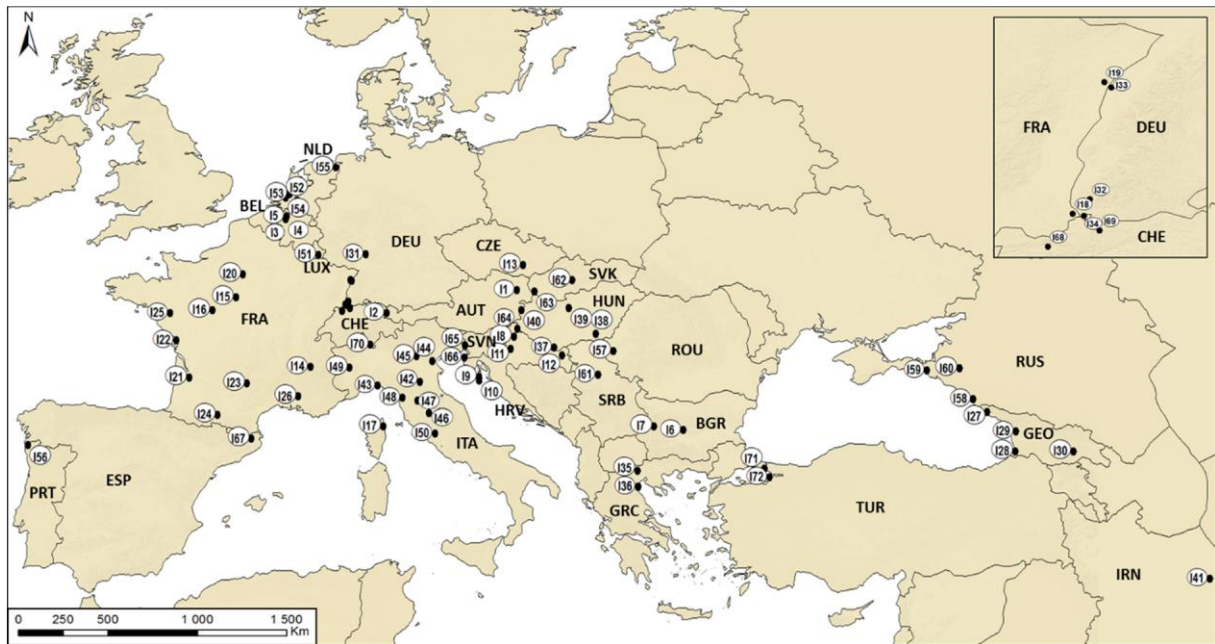 N
I19
I33
FRA
DEU
I32
I18
I34
I69
I68
CHE
NLD
I55
I53
I52
BEL
I54
I5
I3
I4
I51
LUX
I31
DEU
CZE
I13
I20
I15
I16
FRA
I25
I22
I21
I14
I23
I26
I24
I67
I2
CHE
I70
I49
I1
AUT
I62
SVK
I63
HUN
I64
I40
I39
I38
I8
I11
I37
I12
I57
I65
SVN
I66
I44
I45
I9
I10
HRV
I42
I43
I48
I47
I46
I50
ITA
I17
I61
SRB
ROU
RUS
I59
I60
I58
I27
I29
GEO
I28
I30
I7
I6
BGR
I71
I72
I35
I36
GRC
TUR
IRN
I41
I56
PRT
ESP
0 250 500 1 000 1 500
Km